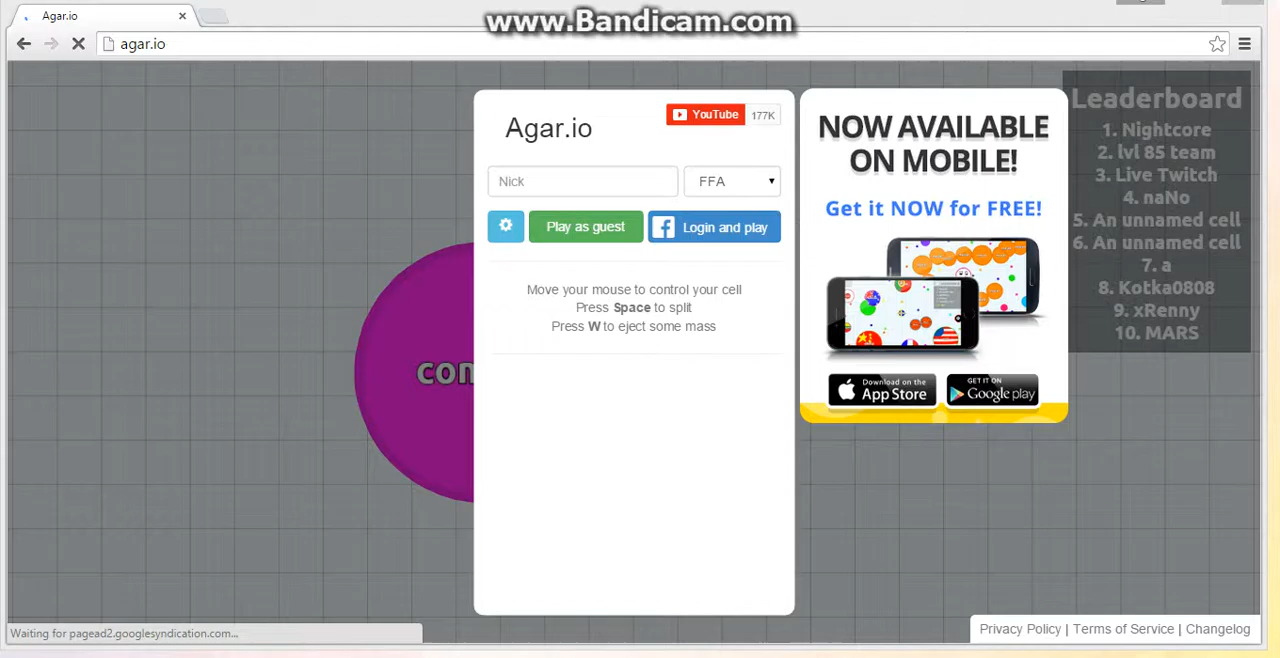 www.Bandicam.com
Agar.io
agar.io
Agar.io
YouTube 177K
Nick
FFA
Play as guest
Login and play
Move your mouse to control your cell
Press Space to split
Press W to eject some mass
NOW AVAILABLE
ON MOBILE!
Get it NOW for FREE!
Download on the
App Store
GET IT ON
Google play
Leaderboard
1. Nightcore
2. lvl 85 team
3. Live Twitch
4. naNo
5. An unnamed cell
6. An unnamed cell
7. a
8. Kotka0808
9. xRenny
10. MARS
con
Waiting for pagead2.googlesyndication.com...
Privacy Policy | Terms of Service | Changelog